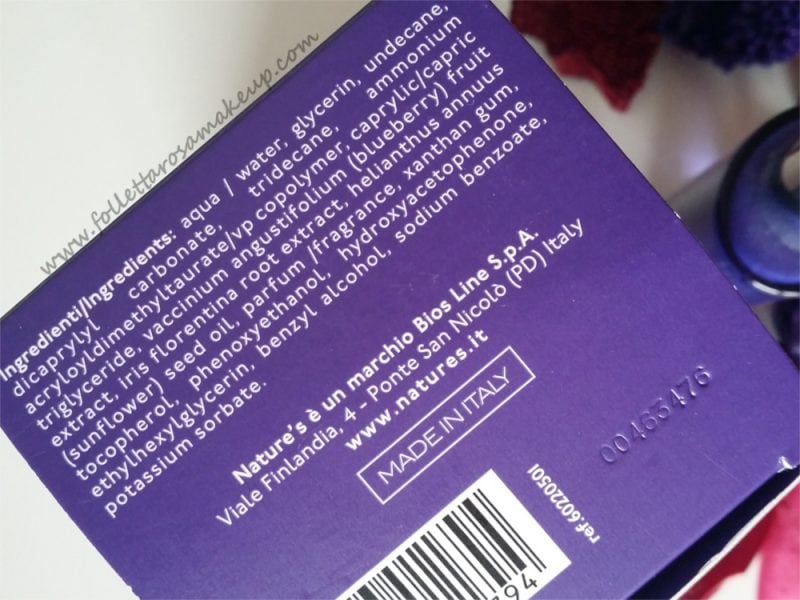 www.follettarosamakeup.com
Ingredienti/Ingredients: aqua / water, glycerin, undecane,
dicaprylyl carbonate, tridecane, ammonium
acryloyldimethyltaurate/vp copolymer, caprylic/capric
triglyceride, vaccinium angustifolium (blueberry) fruit
extract, iris florentina root extract, helianthus annuus
(sunflower) seed oil, parfum /fragrance, xanthan gum,
tocopherol, phenoxyethanol, hydroxyacetophenone,
ethylhexylglycerin, benzyl alcohol, sodium benzoate,
potassium sorbate.
Nature's è un marchio Bios Line S.p.A.
Viale Finlandia, 4 - Ponte San Nicolò (PD) Italy
www.natures.it
MADE IN ITALY
00463476
ref.60220501
94